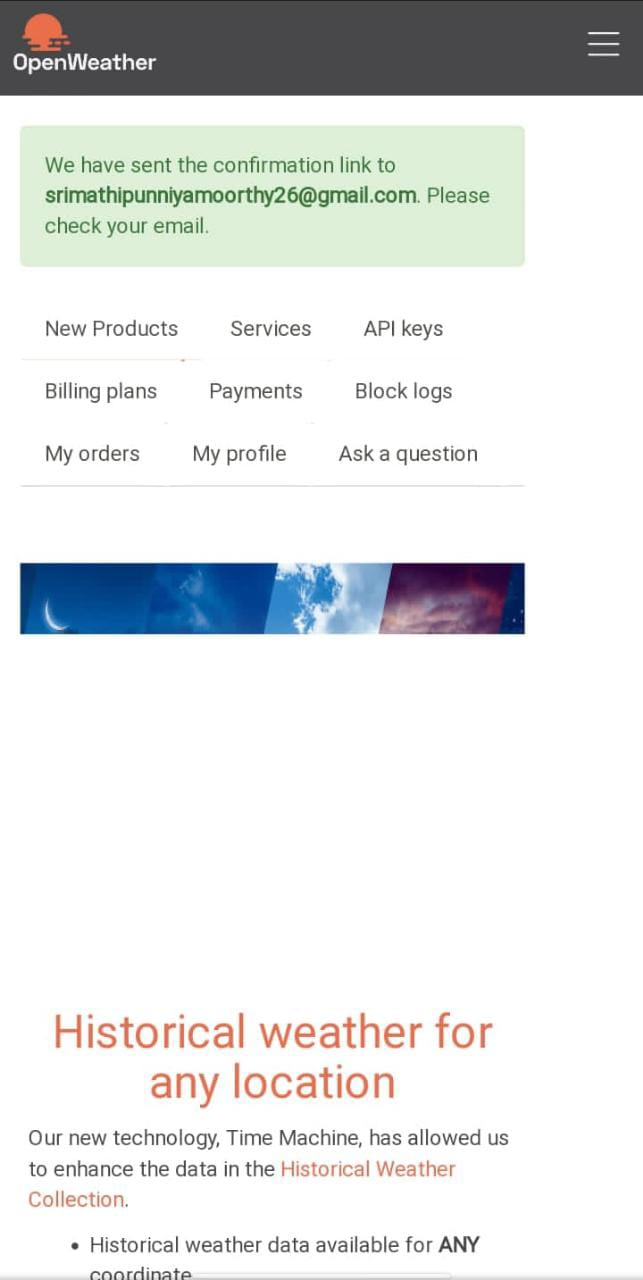 OpenWeather
We have sent the confirmation link to
srimathipunniyamoorthy26@gmail.com. Please
check your email.
New Products Services API keys
Billing plans Payments Block logs
My orders My profile Ask a question
Historical weather for
any location
Our new technology, Time Machine, has allowed us
to enhance the data in the Historical Weather
Collection.
• Historical weather data available for ANY
coordinate